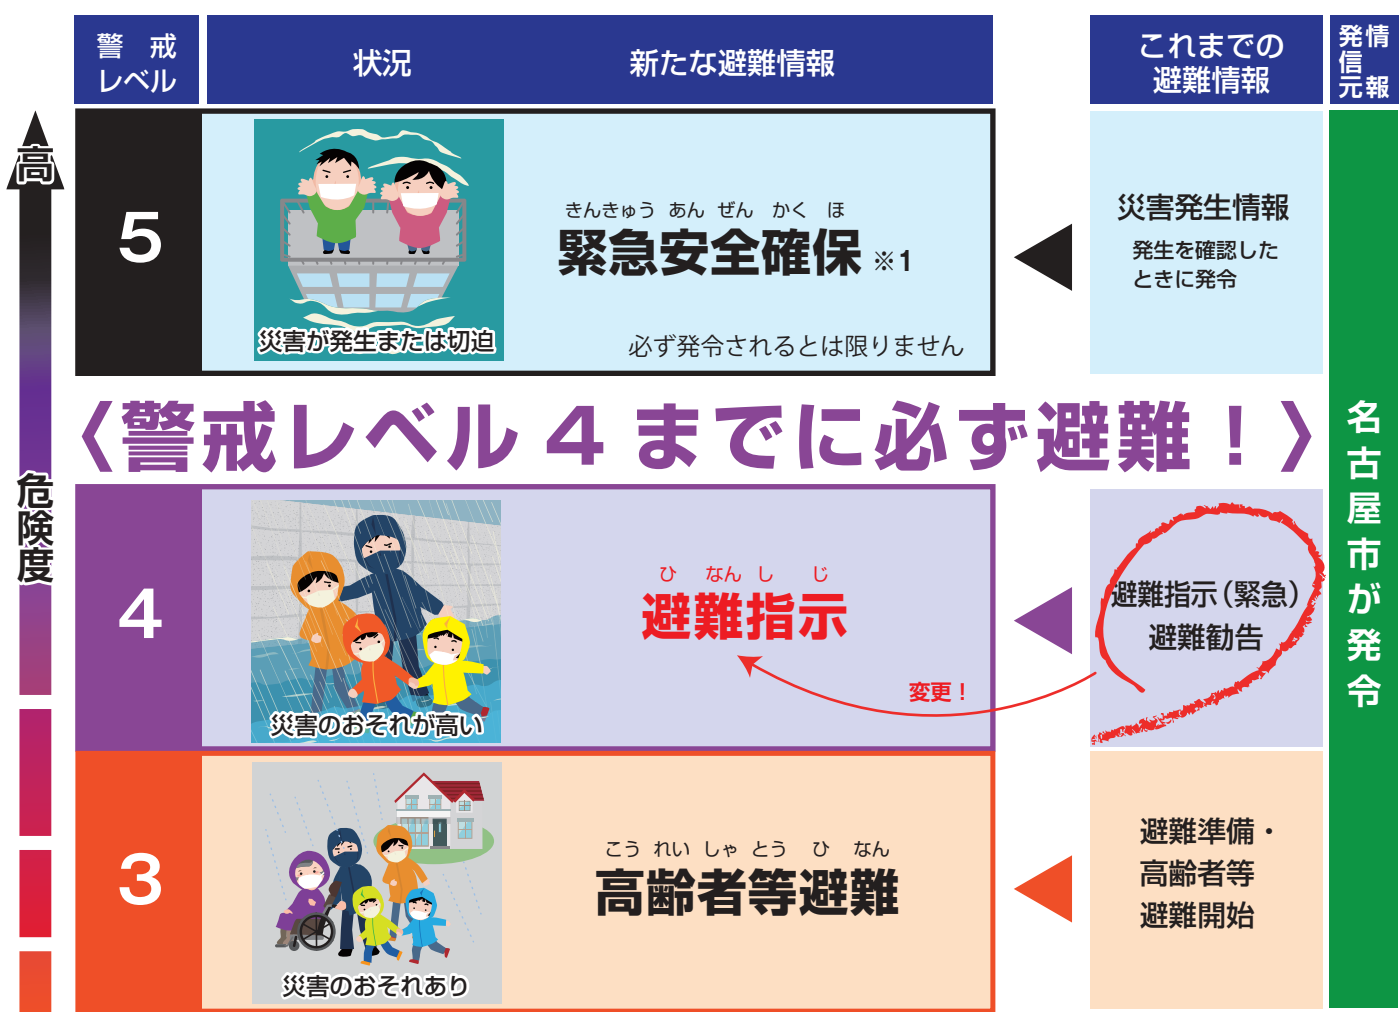 警戒
レベル
状況
新たな避難情報
これまでの
避難情報
発信元
情報
高
危険度
5
災害が発生または切迫
きんきゅう あん ぜん かく ほ
緊急安全確保 ※1
必ず発令されるとは限りません
災害発生情報
発生を確認した
ときに発令
〈警戒レベル4までに必ず避難！〉
4
災害のおそれが高い
ひ なん し じ
避難指示
変更！
避難指示（緊急）
避難勧告
3
災害のおそれあり
こう れい しゃ とう ひ なん
高齢者等避難
避難準備・
高齢者等
避難開始
名古屋市が発令